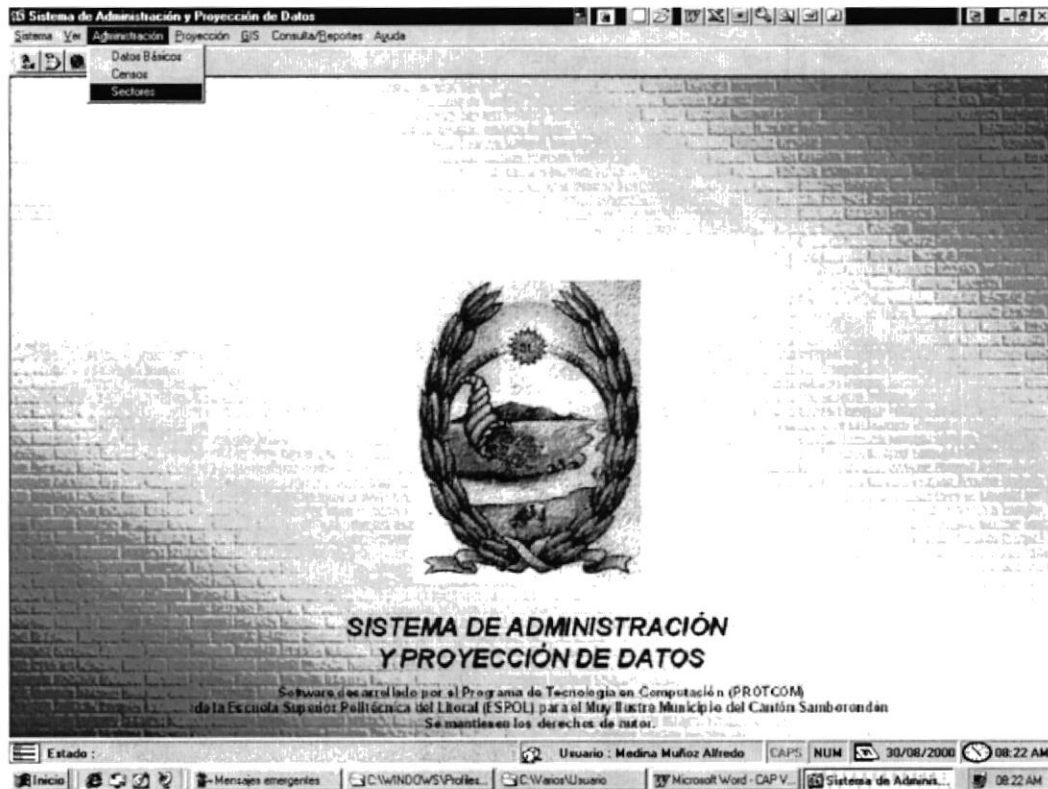 Sistema de Administración y Proyección de Datos
Sistema Ver Administración Proyección GIS Consulta/Reportes Ayuda
Datos Básicos
Censos
Sectores
SISTEMA DE ADMINISTRACIÓN
Y PROYECCIÓN DE DATOS
Software desarrollado por el Programa de Tecnología en Computación (PROTCOM)
de la Escuela Superior Politécnica del Litoral (ESPOL) para el Muy Ilustre Municipio del Cantón Samborondón
Se mantienen los derechos de autor.
Estado : Usuario : Medina Muñoz Alfredo CAPS NUM 30/08/2000 08:22 AM
Inicio - Mensajes emergentes C:\WINDOWS\Profiles... C:\Varios\Usuario Microsoft Word - CAP V... Sistema de Adminis... 08:22 AM